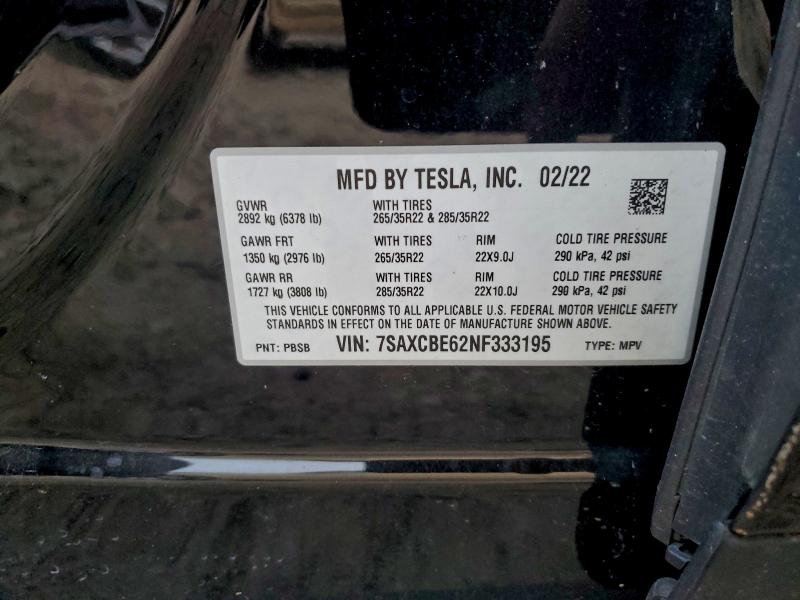 MFD BY TESLA, INC. 02/22
GVWR WITH TIRES
2892 kg (6378 lb) 265/35R22 & 285/35R22
GAWR FRT WITH TIRES RIM COLD TIRE PRESSURE
1350 kg (2976 lb) 265/35R22 22X9.0J 290 kPa, 42 psi
GAWR RR WITH TIRES RIM COLD TIRE PRESSURE
1727 kg (3808 lb) 285/35R22 22X10.0J 290 kPa, 42 psi
THIS VEHICLE CONFORMS TO ALL APPLICABLE U.S. FEDERAL MOTOR VEHICLE SAFETY
STANDARDS IN EFFECT ON THE DATE OF MANUFACTURE SHOWN ABOVE.
PNT: PBSB VIN: 7SAXCBE62NF333195 TYPE: MPV